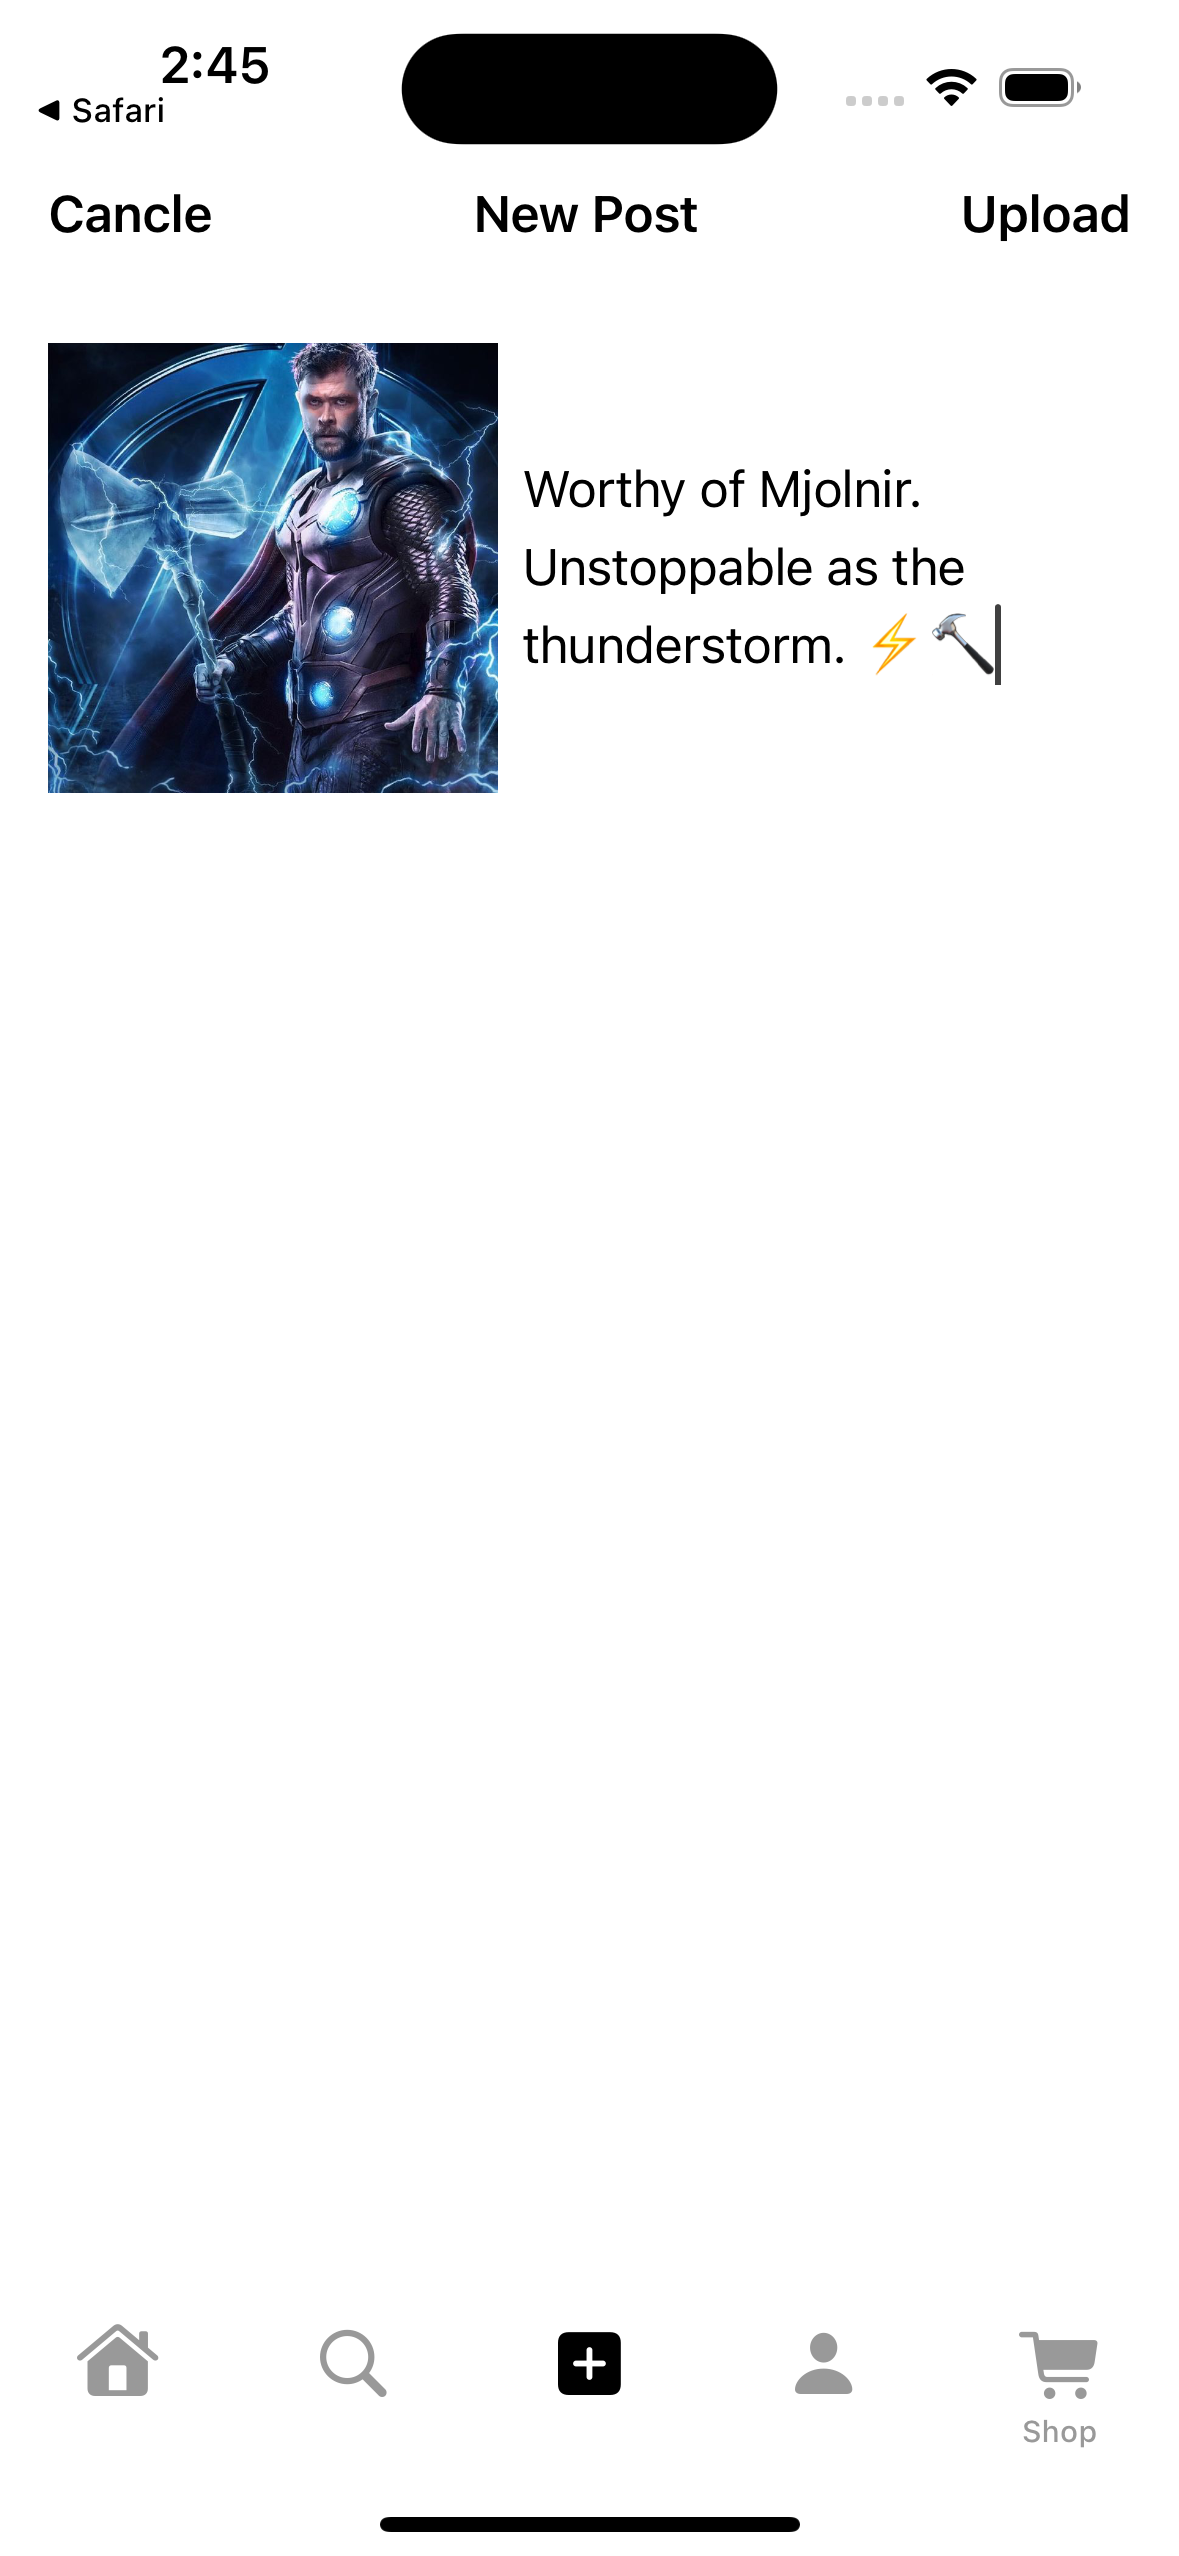 2:45
Safari
Cancle New Post Upload
Worthy of Mjolnir.
Unstoppable as the
thunderstorm. ⚡🔨
Shop